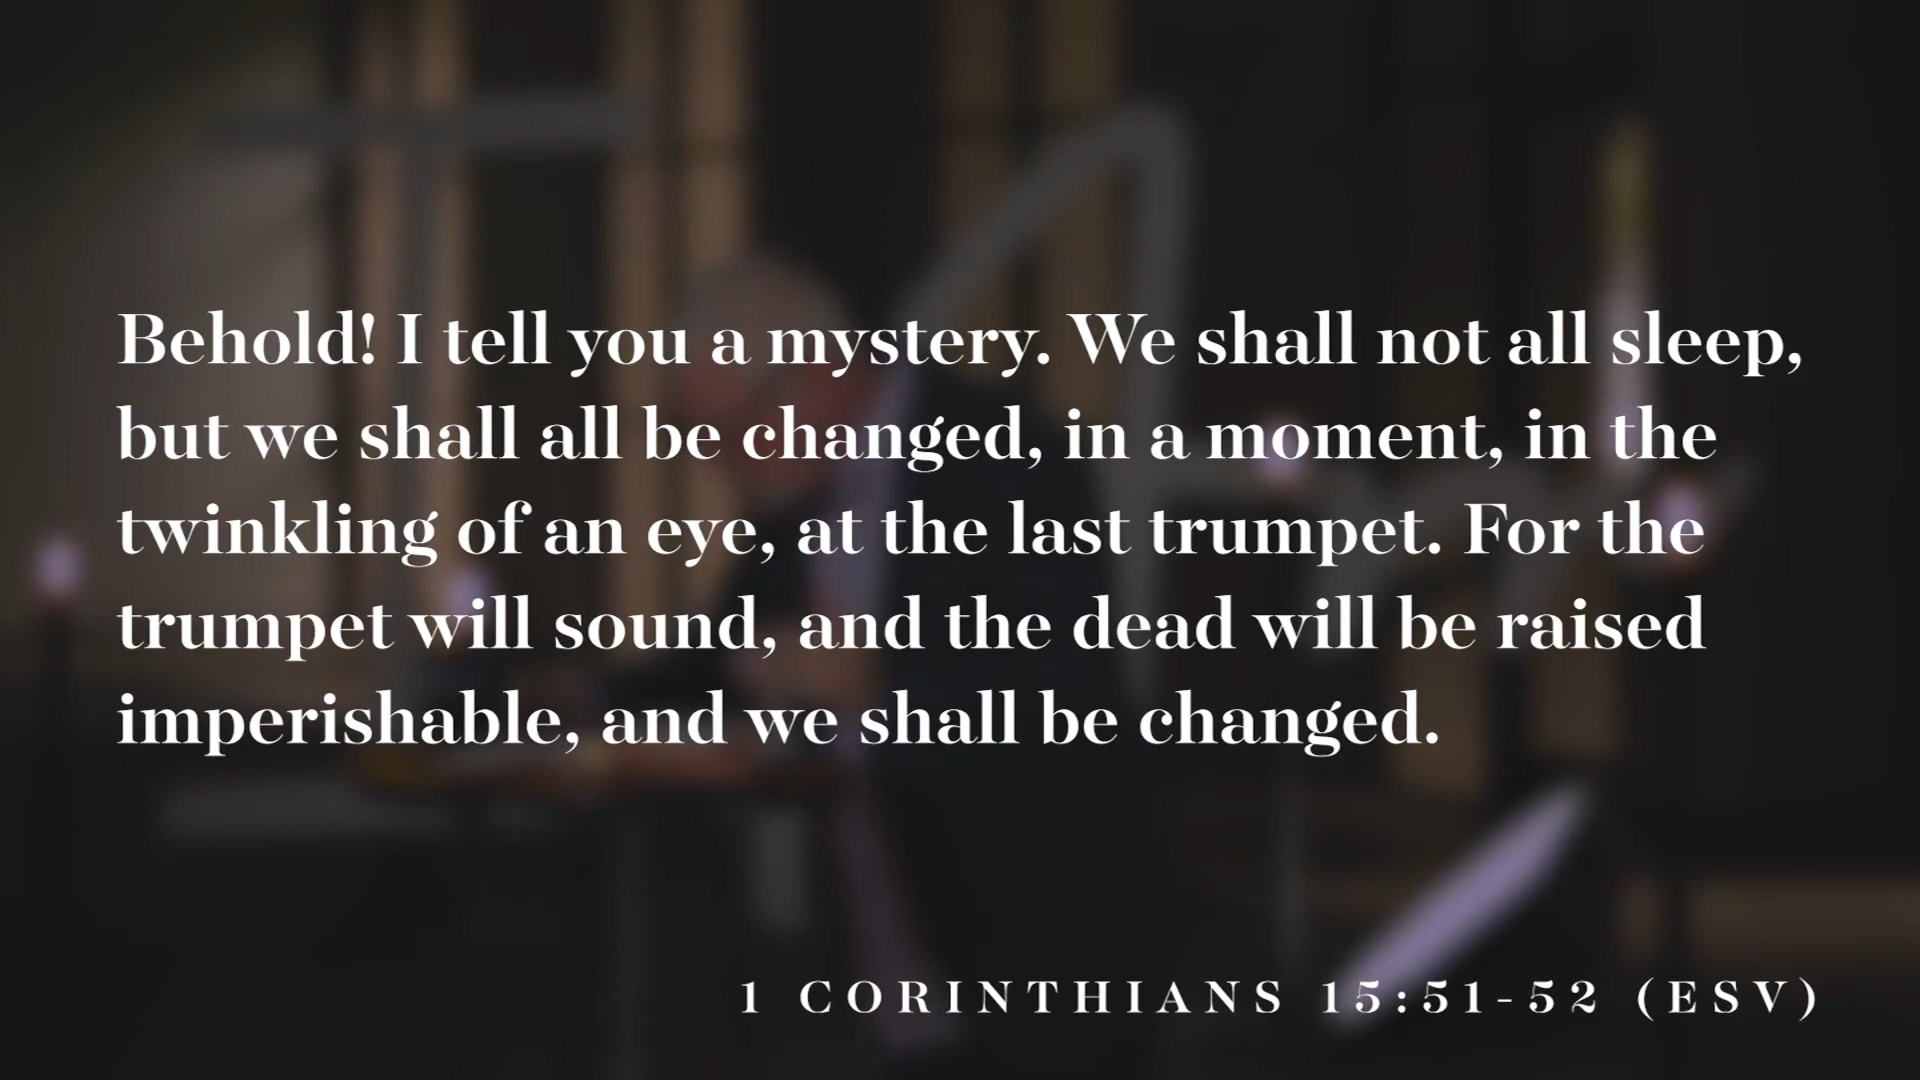 Behold! I tell you a mystery. We shall not all sleep,
but we shall all be changed, in a moment, in the
twinkling of an eye, at the last trumpet. For the
trumpet will sound, and the dead will be raised
imperishable, and we shall be changed.
1 CORINTHIANS 15:51-52 (ESV)